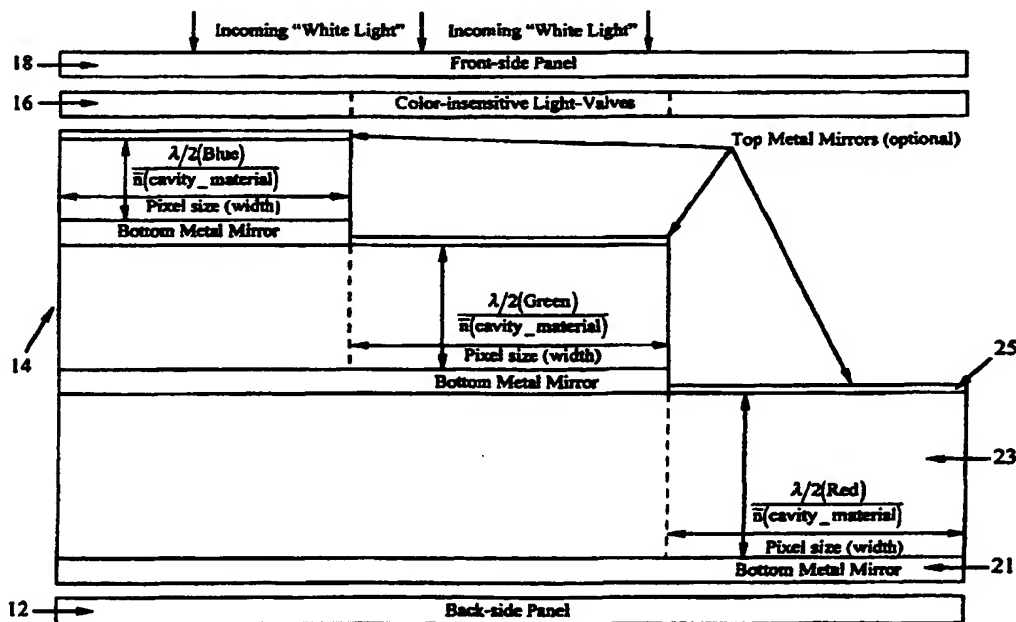 Incoming "White Light" Incoming "White Light"
18 Front-side Panel
16 Color-insensitive Light-Valves
Top Metal Mirrors (optional)
λ/2(Blue)
n̄(cavity_material)
Pixel size (width)
Bottom Metal Mirror
λ/2(Green)
n̄(cavity_material)
Pixel size (width)
14
Bottom Metal Mirror
25
23
λ/2(Red)
n̄(cavity_material)
Pixel size (width)
Bottom Metal Mirror 21
12 Back-side Panel